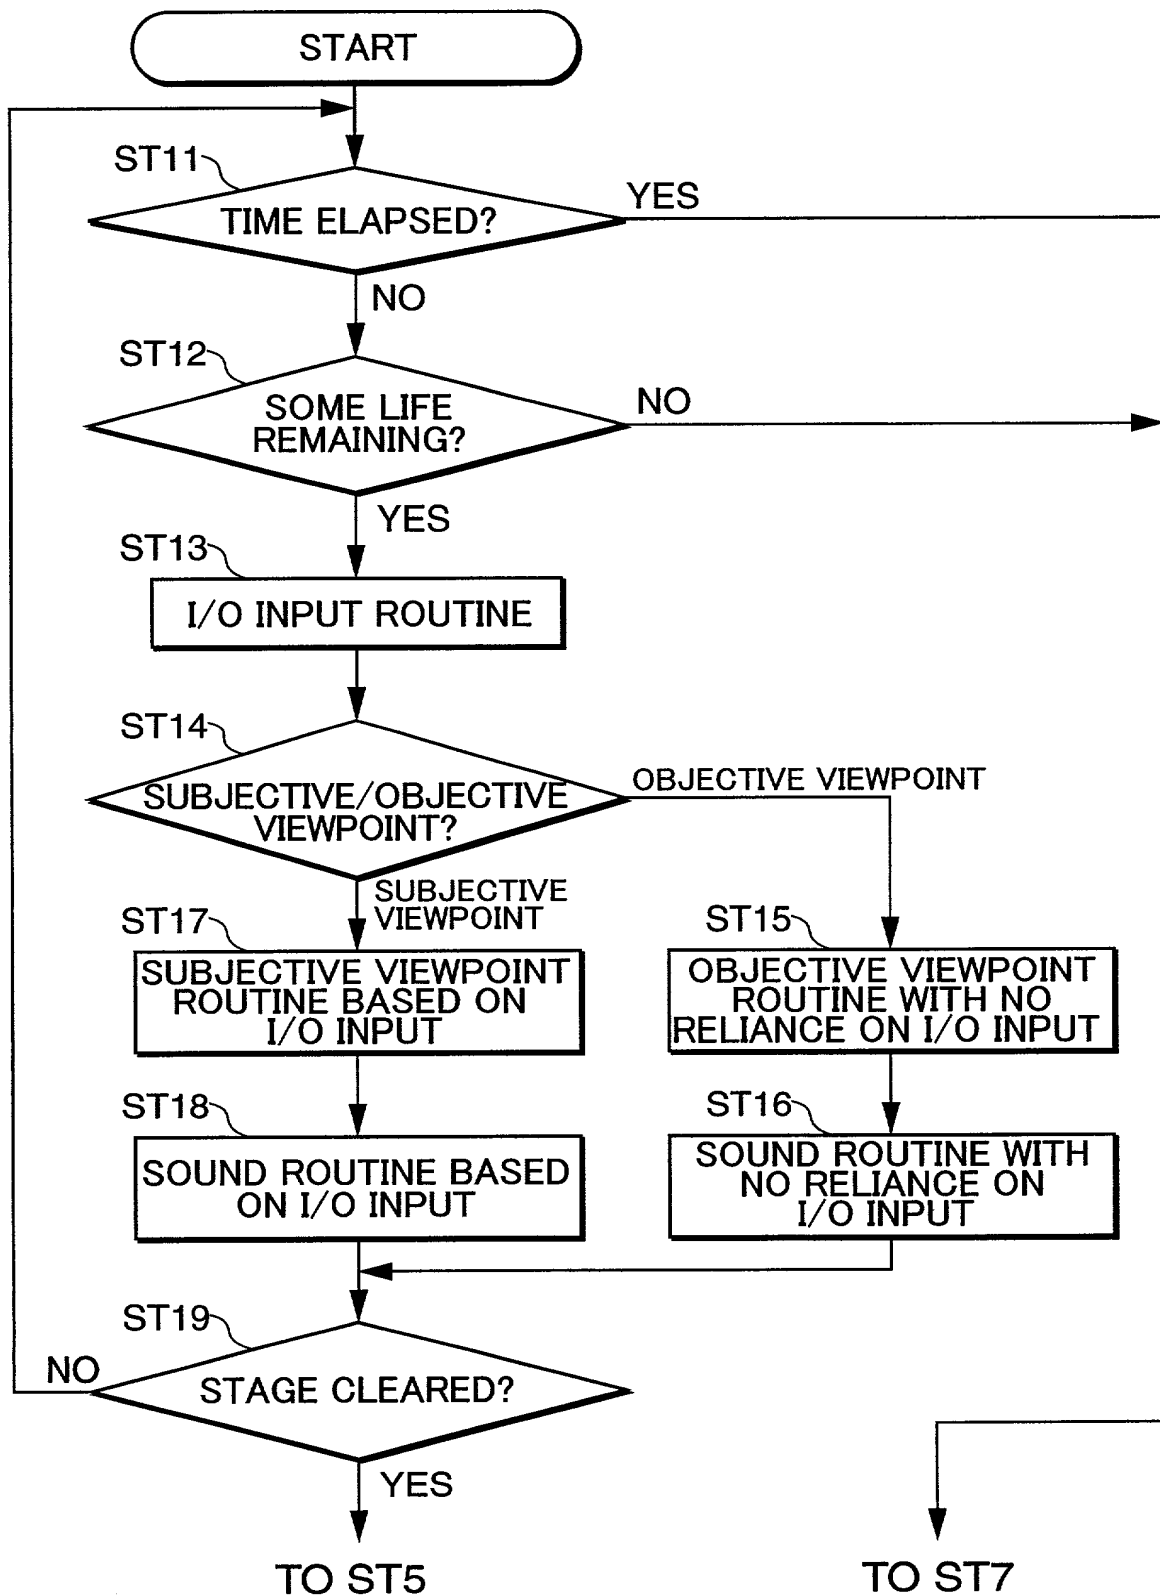 START
ST11
TIME ELAPSED?
YES
NO
ST12
SOME LIFE
REMAINING?
NO
YES
ST13
I/O INPUT ROUTINE
ST14
SUBJECTIVE/OBJECTIVE
VIEWPOINT?
OBJECTIVE VIEWPOINT
SUBJECTIVE
VIEWPOINT
ST17
SUBJECTIVE VIEWPOINT
ROUTINE BASED ON
I/O INPUT
ST15
OBJECTIVE VIEWPOINT
ROUTINE WITH NO
RELIANCE ON I/O INPUT
ST18
SOUND ROUTINE BASED
ON I/O INPUT
ST16
SOUND ROUTINE WITH
NO RELIANCE ON
I/O INPUT
ST19
NO
STAGE CLEARED?
YES
TO ST5
TO ST7